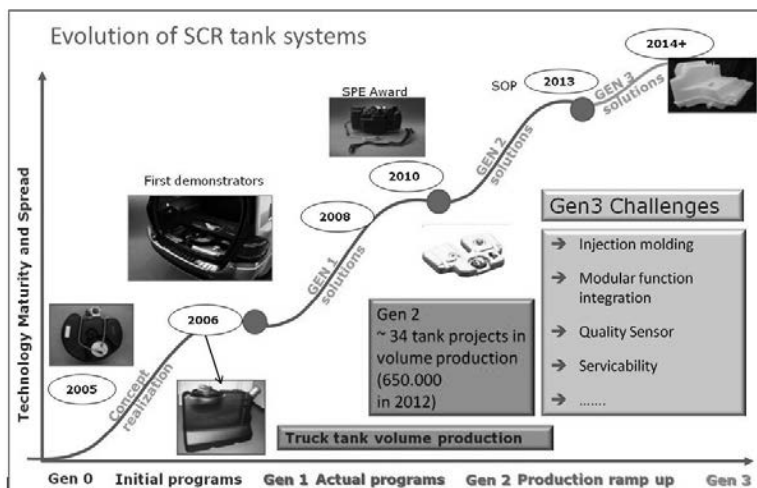 Evolution of SCR tank systems
2014+
GEN 3
solutions
SOP
2013
SPE Award
GEN 2
solutions
2010
First demonstrators
2008
GEN 1
solutions
Technology Maturity and Spread
2006
2005
Concept
realization
Gen3 Challenges
→ Injection molding
→ Modular function
integration
→ Quality Sensor
→ Servicability
→ .......
Gen 2
~ 34 tank projects in
volume production
(650.000
in 2012)
Truck tank volume production
Gen 0 Initial programs Gen 1 Actual programs Gen 2 Production ramp up Gen 3